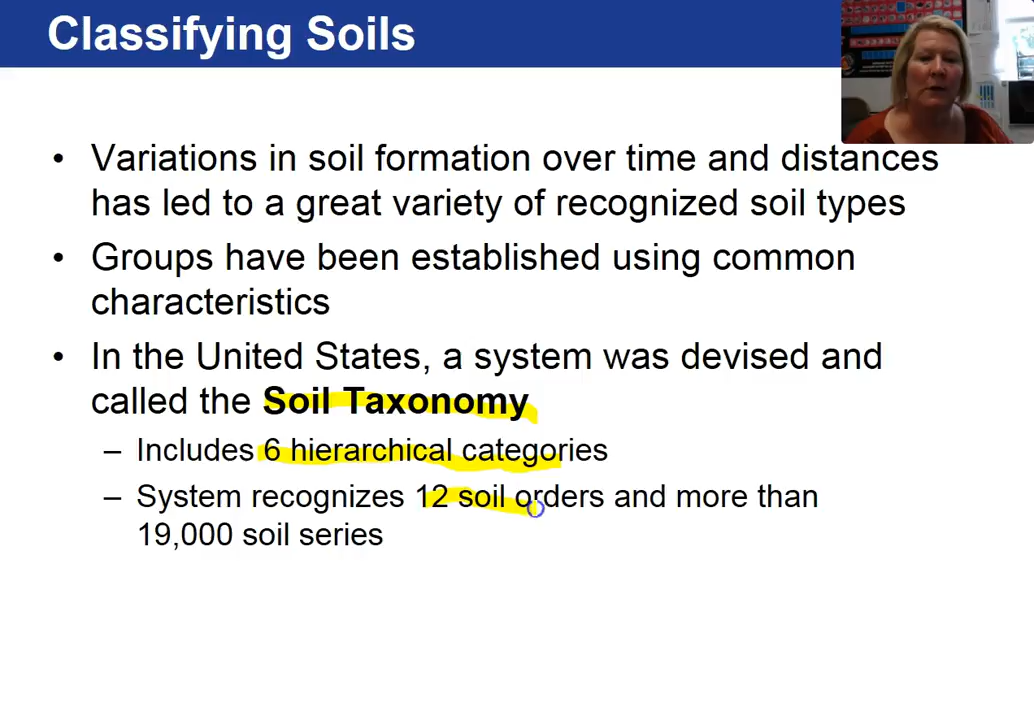 Classifying Soils
• Variations in soil formation over time and distances
has led to a great variety of recognized soil types
• Groups have been established using common
characteristics
• In the United States, a system was devised and
called the Soil Taxonomy
– Includes 6 hierarchical categories
– System recognizes 12 soil orders and more than
19,000 soil series